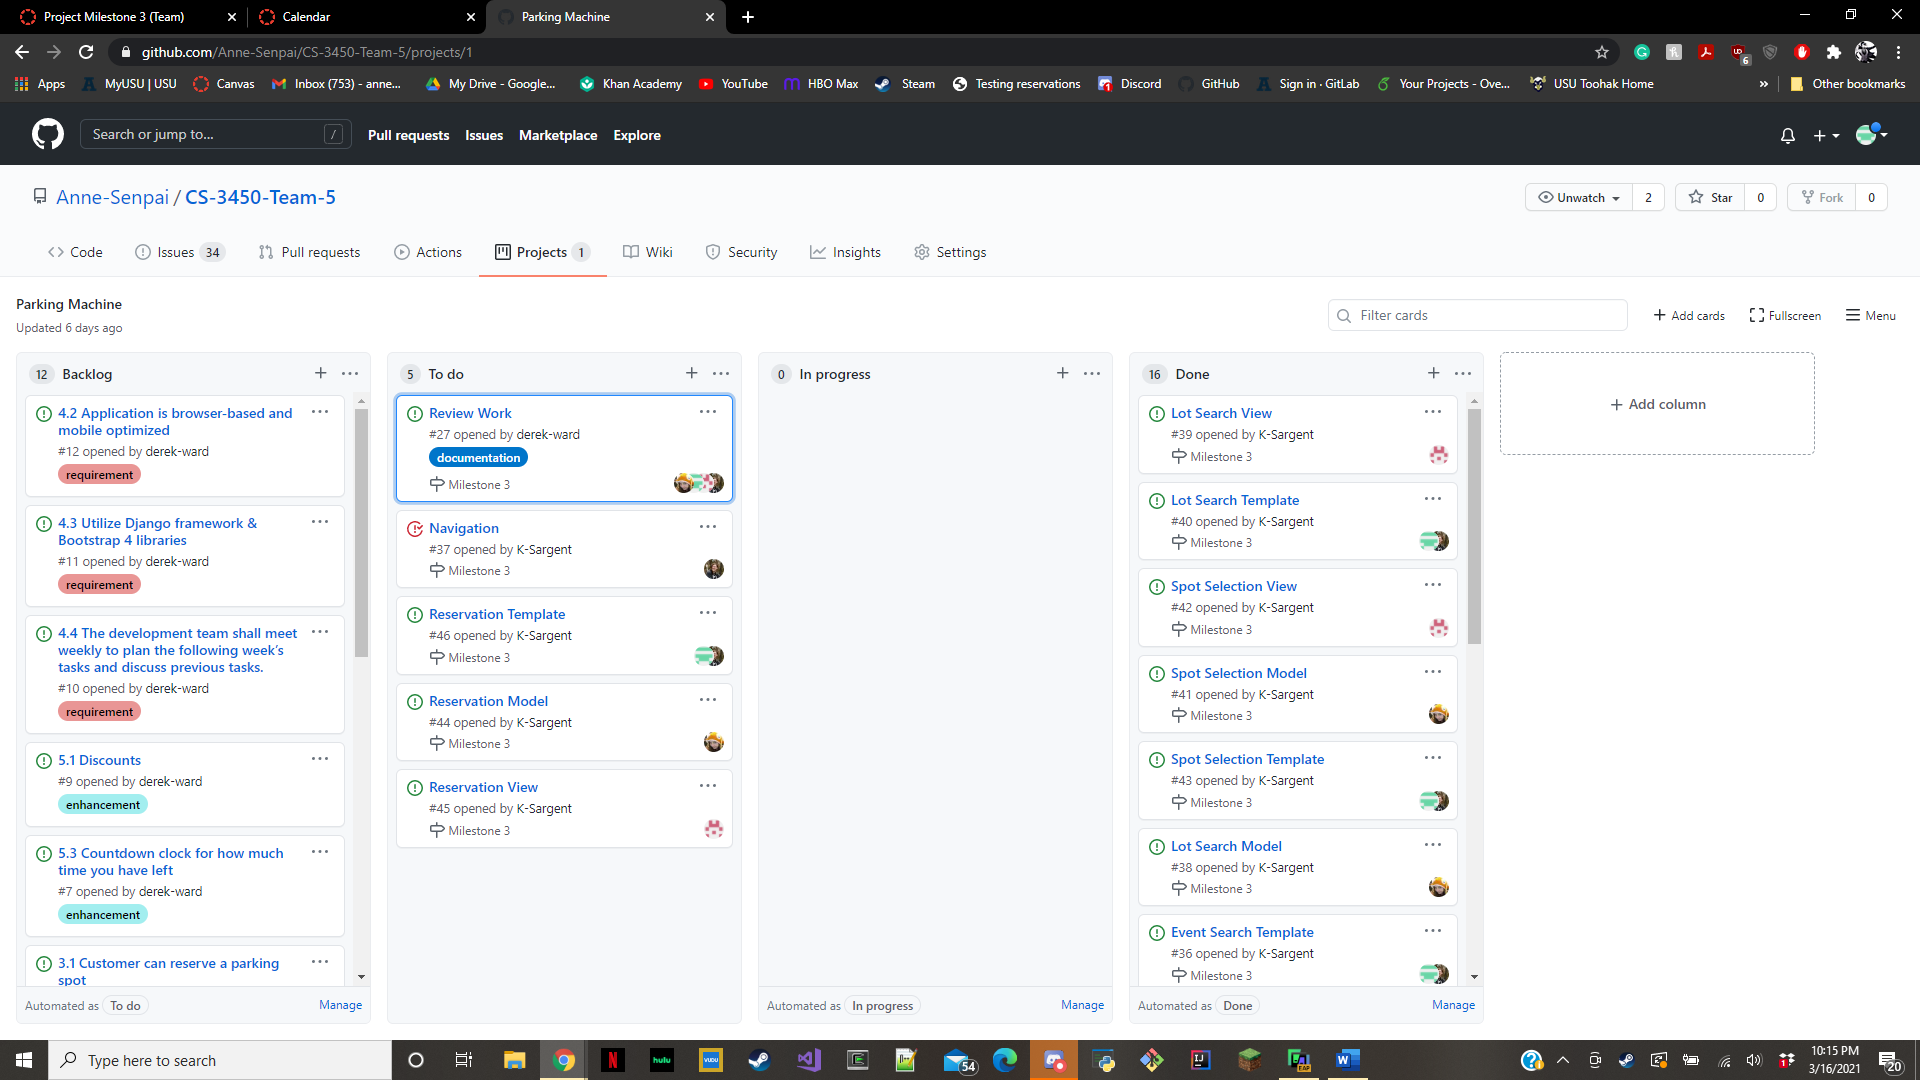 Project Milestone 3 (Team)
Calendar
Parking Machine
github.com/Anne-Senpai/CS-3450-Team-5/projects/1
6
Apps
MyUSU | USU
Canvas
Inbox (753) - anne...
My Drive - Google...
Khan Academy
YouTube
HBO Max
Steam
Testing reservations
Discord
GitHub
Sign in · GitLab
Your Projects - Ove...
USU Toohak Home
»
Other bookmarks
Search or jump to...
/
Pull requests
Issues
Marketplace
Explore
Anne-Senpai / CS-3450-Team-5
Unwatch
2
Star
0
Fork
0
Code
Issues 34
Pull requests
Actions
Projects 1
Wiki
Security
Insights
Settings
Parking Machine
Updated 6 days ago
Filter cards
+ Add cards
Fullscreen
Menu
12 Backlog
4.2 Application is browser-based and
mobile optimized
#12 opened by derek-ward
requirement
4.3 Utilize Django framework &
Bootstrap 4 libraries
#11 opened by derek-ward
requirement
4.4 The development team shall meet
weekly to plan the following week's
tasks and discuss previous tasks.
#10 opened by derek-ward
requirement
5.1 Discounts
#9 opened by derek-ward
enhancement
5.3 Countdown clock for how much
time you have left
#7 opened by derek-ward
enhancement
3.1 Customer can reserve a parking
spot
Automated as To do
Manage
5 To do
Review Work
#27 opened by derek-ward
documentation
Milestone 3
Navigation
#37 opened by K-Sargent
Milestone 3
Reservation Template
#46 opened by K-Sargent
Milestone 3
Reservation Model
#44 opened by K-Sargent
Milestone 3
Reservation View
#45 opened by K-Sargent
Milestone 3
0 In progress
Automated as In progress
Manage
16 Done
Lot Search View
#39 opened by K-Sargent
Milestone 3
Lot Search Template
#40 opened by K-Sargent
Milestone 3
Spot Selection View
#42 opened by K-Sargent
Milestone 3
Spot Selection Model
#41 opened by K-Sargent
Milestone 3
Spot Selection Template
#43 opened by K-Sargent
Milestone 3
Lot Search Model
#38 opened by K-Sargent
Milestone 3
Event Search Template
#36 opened by K-Sargent
Milestone 3
Automated as Done
Manage
+ Add column
Type here to search
hulu
VUDU
54
10:15 PM
3/16/2021
20